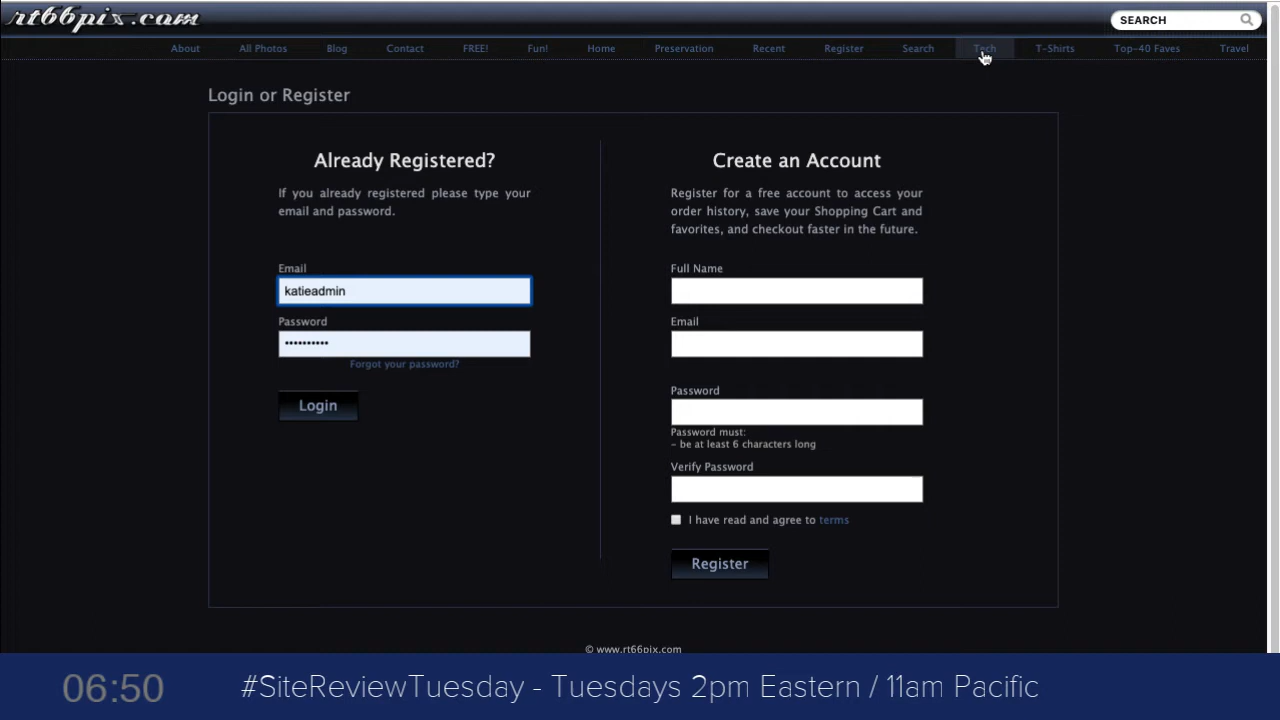 rt66pix.com
SEARCH
About All Photos Blog Contact FREE! Fun! Home Preservation Recent Register Search Tech T-Shirts Top-40 Faves Travel
Login or Register
Already Registered?
If you already registered please type your
email and password.
Email
katieadmin
Password
••••••••••
Forgot your password?
Login
Create an Account
Register for a free account to access your
order history, save your Shopping Cart and
favorites, and checkout faster in the future.
Full Name
Email
Password
Password must:
- be at least 6 characters long
Verify Password
I have read and agree to terms
Register
© www.rt66pix.com
06:50
#SiteReviewTuesday - Tuesdays 2pm Eastern / 11am Pacific